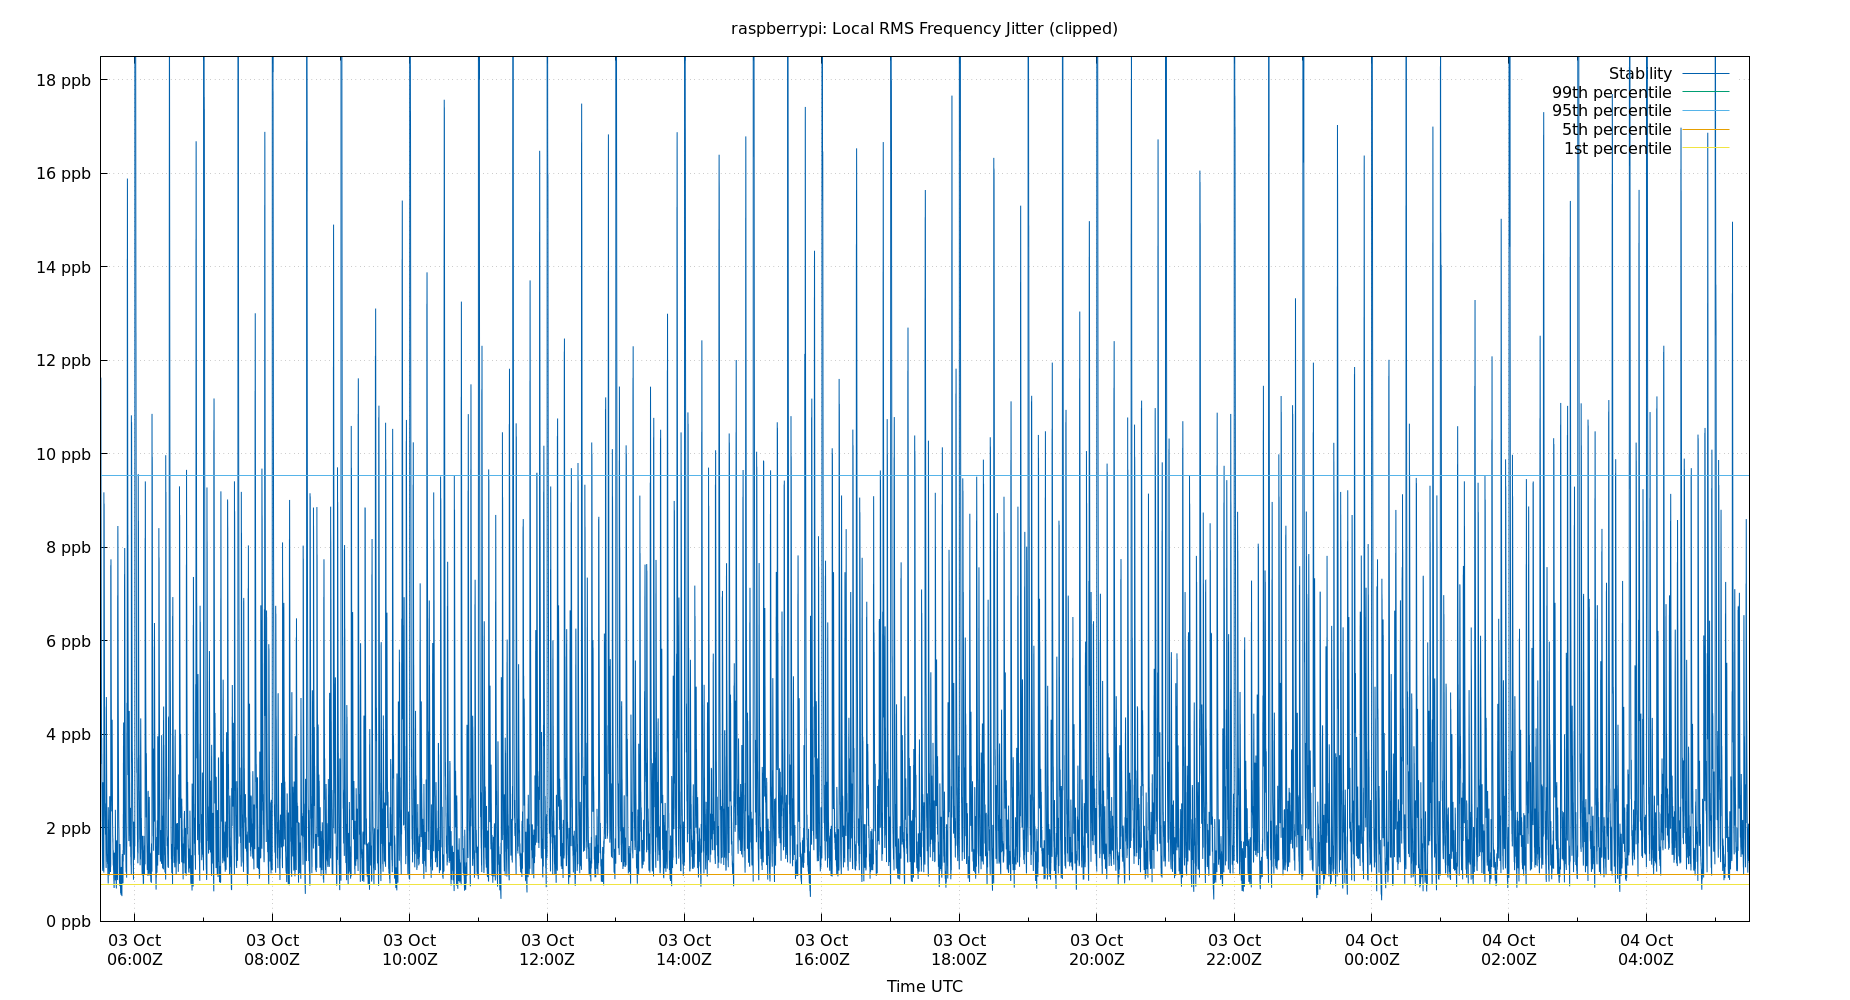 raspberrypi: Local RMS Frequency Jitter (clipped)
18 ppb
16 ppb
14 ppb
12 ppb
10 ppb
8 ppb
6 ppb
4 ppb
2 ppb
0 ppb
Stability
99th percentile
95th percentile
5th percentile
1st percentile
03 Oct 03 Oct 03 Oct 03 Oct 03 Oct 03 Oct 03 Oct 03 Oct 03 Oct 04 Oct 04 Oct 04 Oct
06:00Z 08:00Z 10:00Z 12:00Z 14:00Z 16:00Z 18:00Z 20:00Z 22:00Z 00:00Z 02:00Z 04:00Z
Time UTC